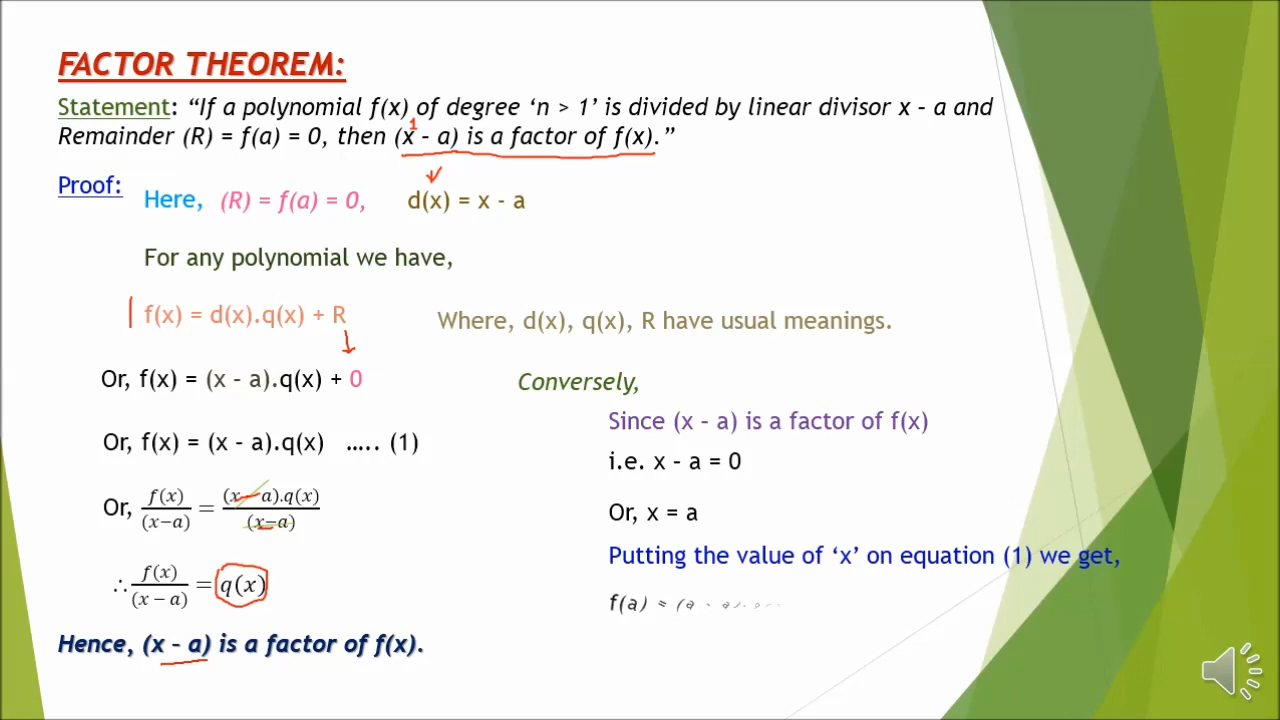 FACTOR THEOREM:
Statement: “If a polynomial f(x) of degree ‘n > 1’ is divided by linear divisor x – a and
Remainder (R) = f(a) = 0, then (x – a) is a factor of f(x).”
1
Proof:
Here, (R) = f(a) = 0, d(x) = x - a
For any polynomial we have,
f(x) = d(x).q(x) + R
Where, d(x), q(x), R have usual meanings.
Or, f(x) = (x – a).q(x) + 0
Or, f(x) = (x – a).q(x) ….. (1)
Or, f(x)/(x−a) = (x−a).q(x)/(x−a)
∴ f(x)/(x − a) = q(x)
Hence, (x – a) is a factor of f(x).
Conversely,
Since (x – a) is a factor of f(x)
i.e. x – a = 0
Or, x = a
Putting the value of ‘x’ on equation (1) we get,
f(a) = (a